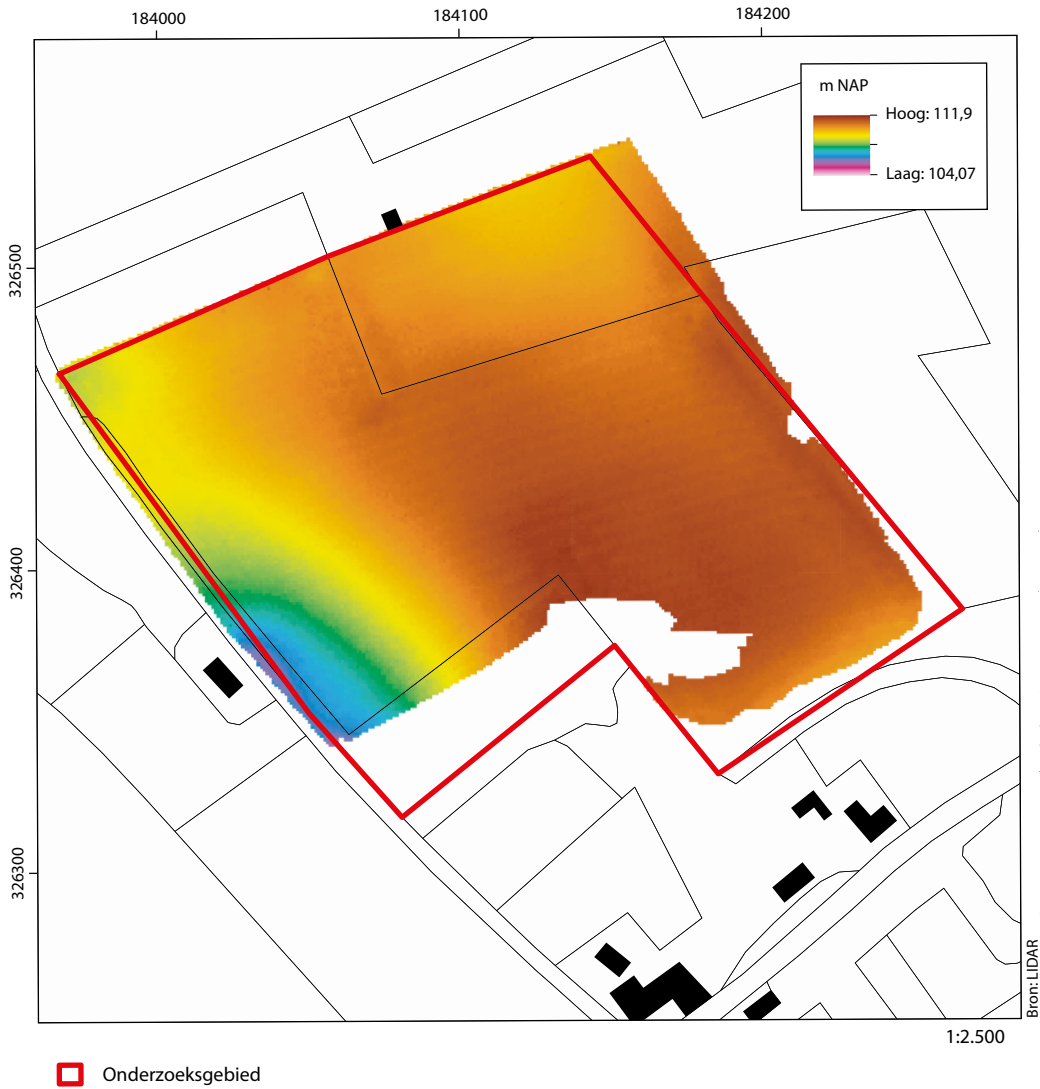 184000
184100
184200
m NAP
Hoog: 111,9
Laag: 104,07
326500
326400
326300
Bron: LIDAR
1:2.500
Onderzoeksgebied